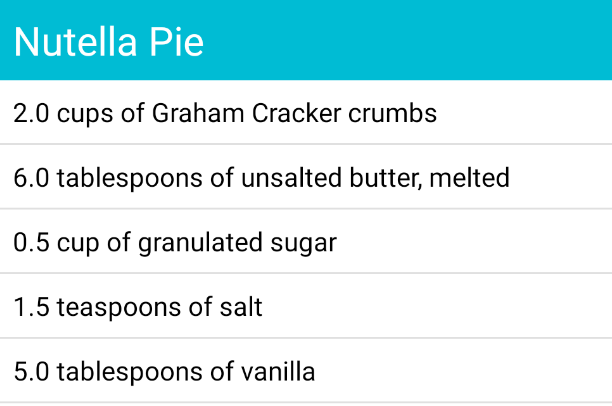 Nutella Pie
2.0 cups of Graham Cracker crumbs
6.0 tablespoons of unsalted butter, melted
0.5 cup of granulated sugar
1.5 teaspoons of salt
5.0 tablespoons of vanilla